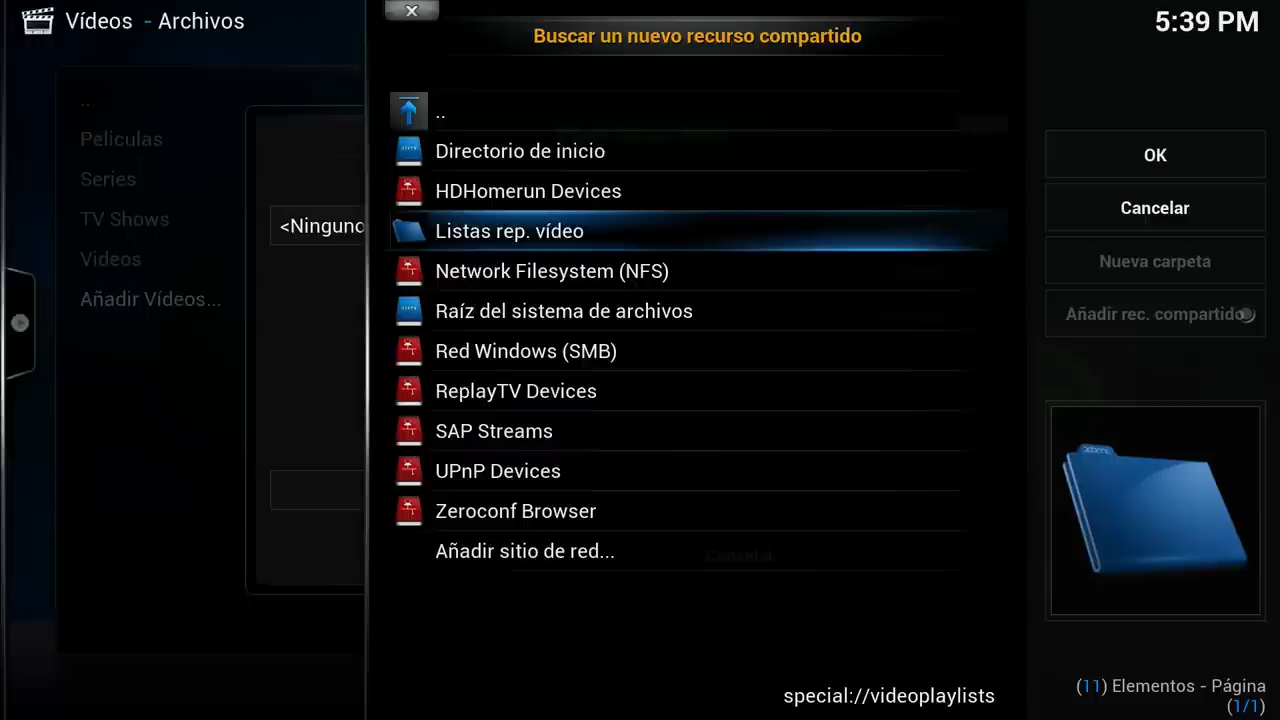 Vídeos - Archivos
X
Buscar un nuevo recurso compartido
5:39 PM
..
Peliculas
Series
TV Shows
Videos
Añadir Vídeos...
<Ninguno
..
Directorio de inicio
HDHomerun Devices
Listas rep. vídeo
Network Filesystem (NFS)
Raíz del sistema de archivos
Red Windows (SMB)
ReplayTV Devices
SAP Streams
UPnP Devices
Zeroconf Browser
Añadir sitio de red...
Cancelar
OK
Cancelar
Nueva carpeta
Añadir rec. compartido
special://videoplaylists
(11) Elementos - Página
(1/1)